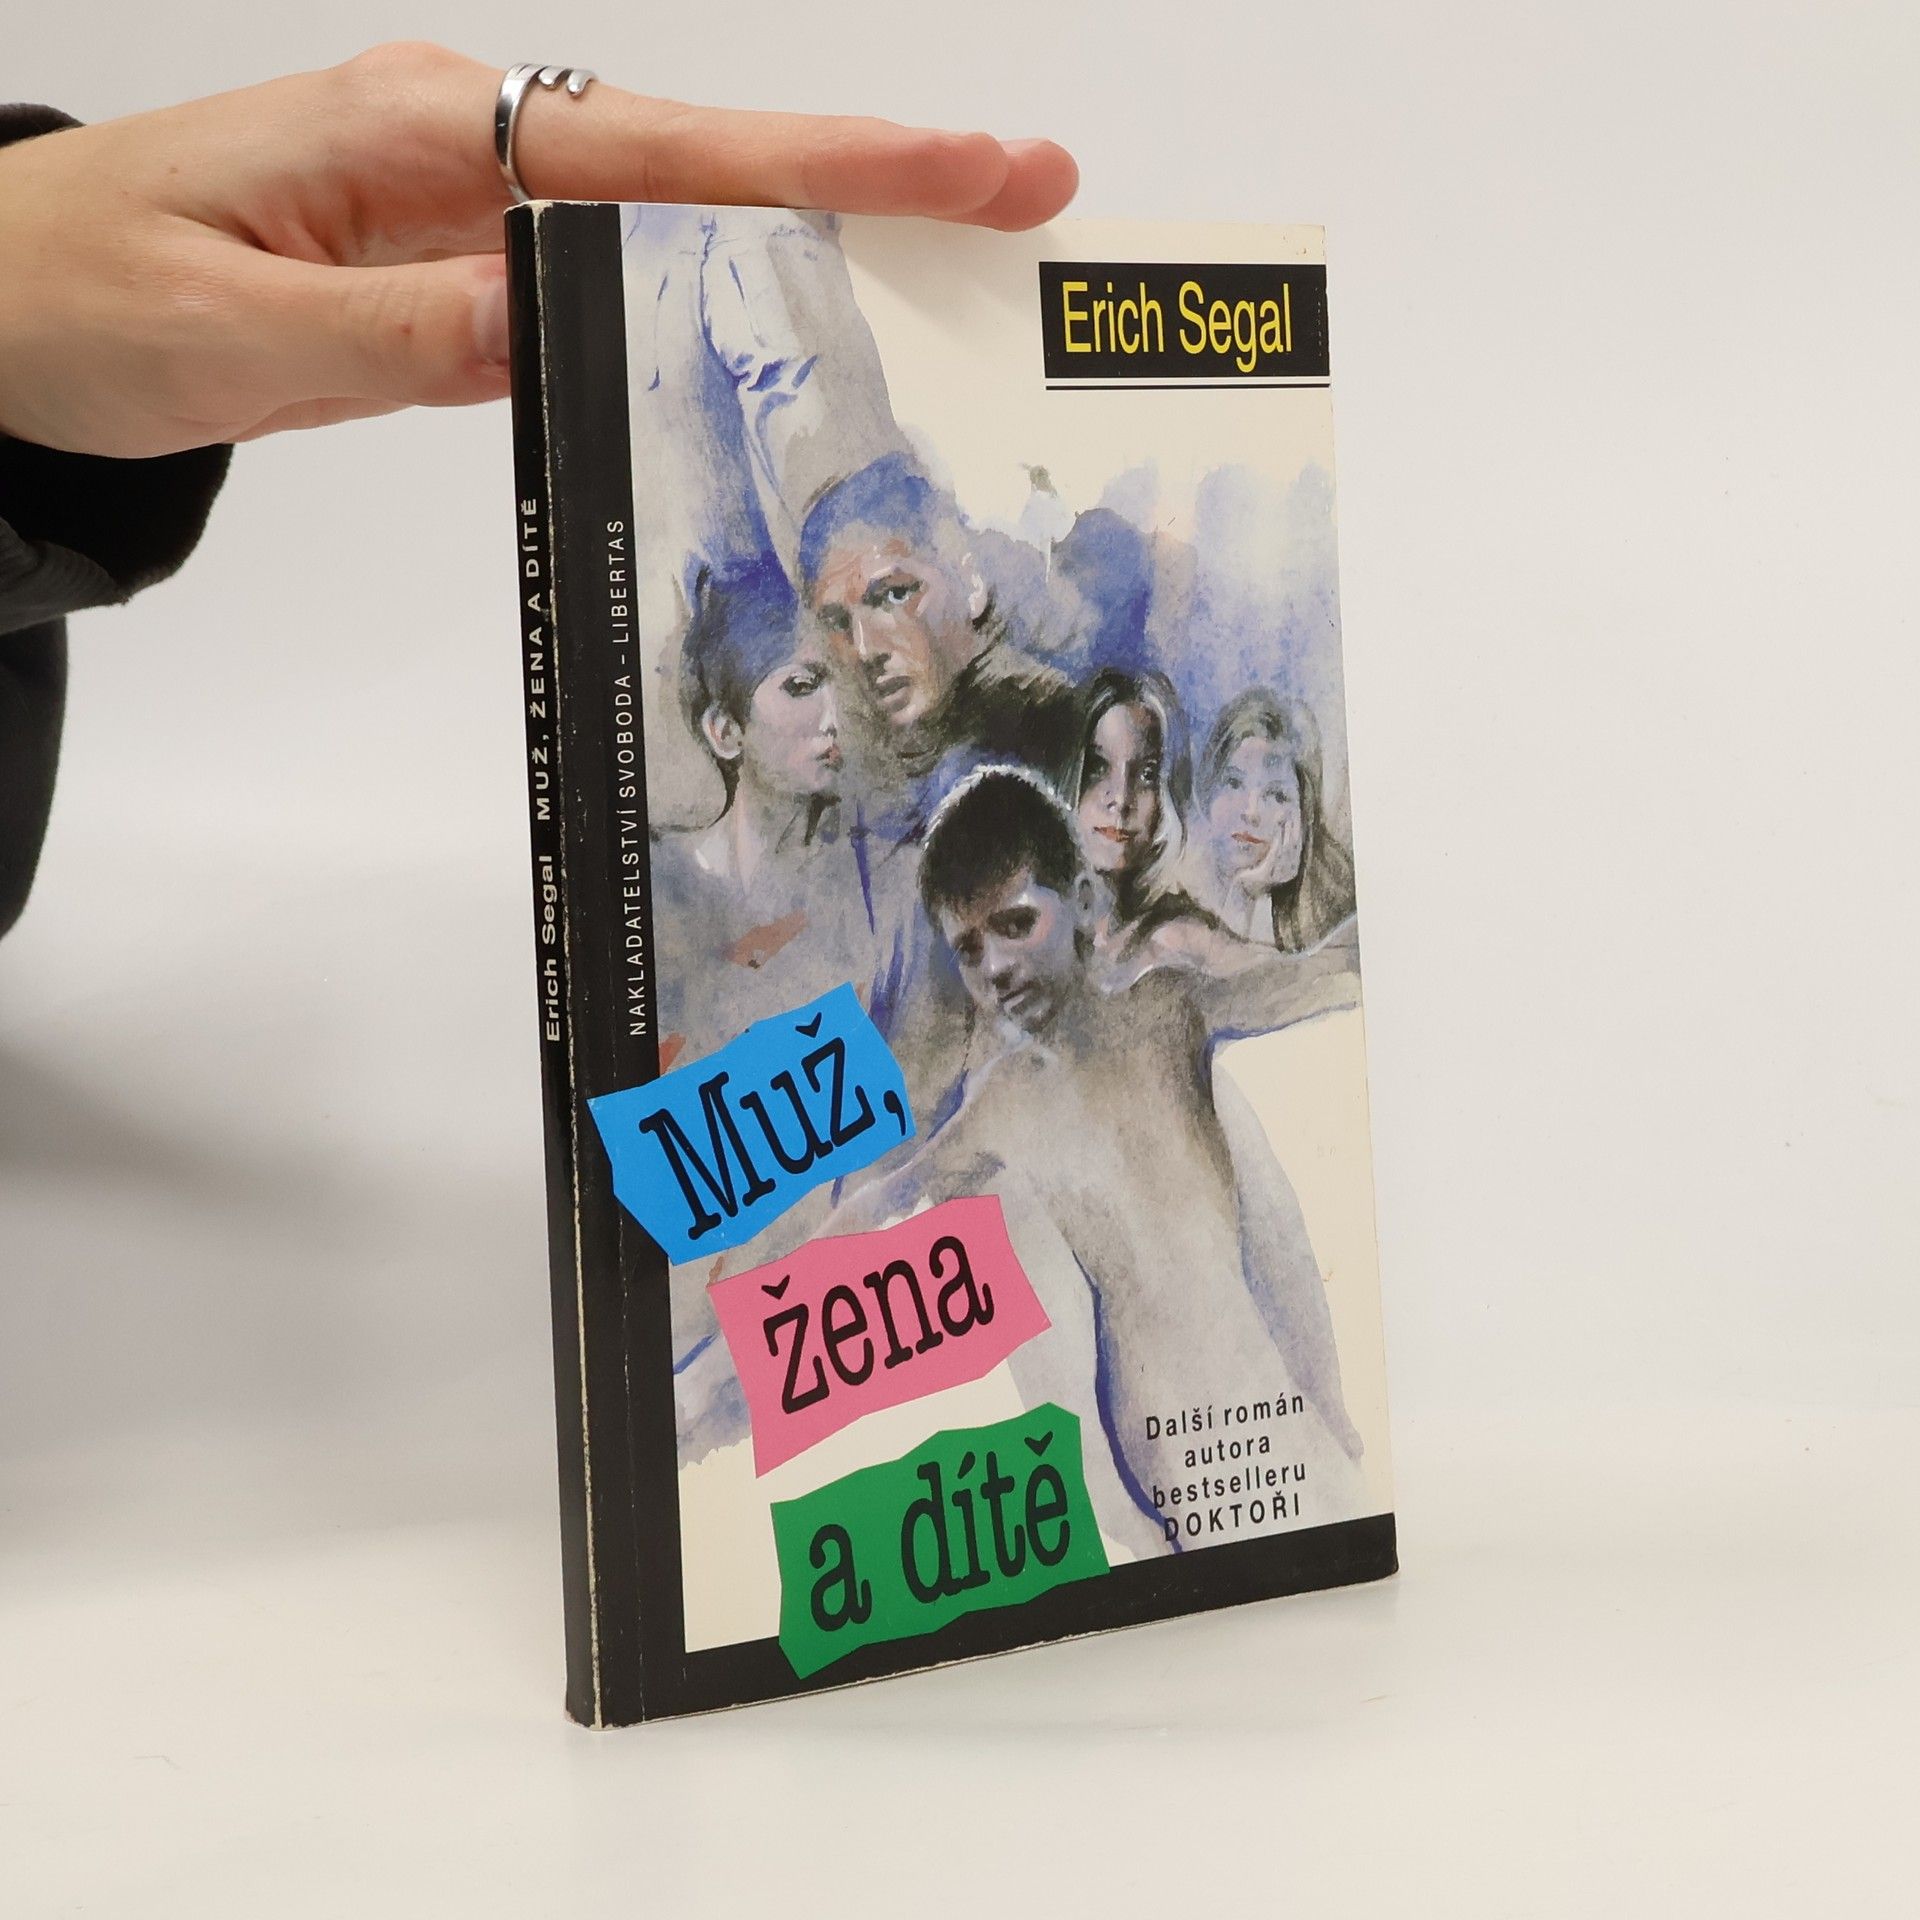 Erich Segal
Erich Segal MUŽ, ŽENA A DÍTĚ
NAKLADATELSTVÍ SVOBODA – LIBERTAS
Muž,
žena
a dítě
Další román
autora
bestselleru
DOKTOŘI